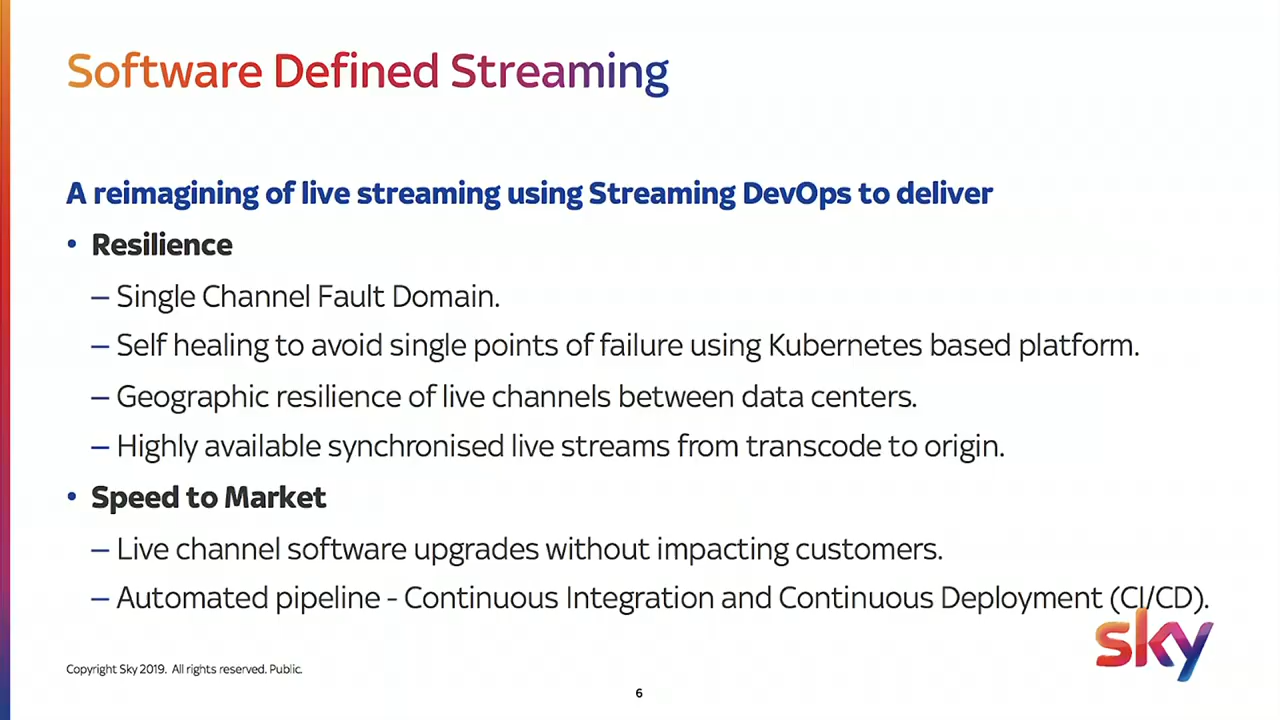 Software Defined Streaming
A reimagining of live streaming using Streaming DevOps to deliver
• Resilience
– Single Channel Fault Domain.
– Self healing to avoid single points of failure using Kubernetes based platform.
– Geographic resilience of live channels between data centers.
– Highly available synchronised live streams from transcode to origin.
• Speed to Market
– Live channel software upgrades without impacting customers.
– Automated pipeline - Continuous Integration and Continuous Deployment (CI/CD).
sky
Copyright Sky 2019. All rights reserved. Public.
6